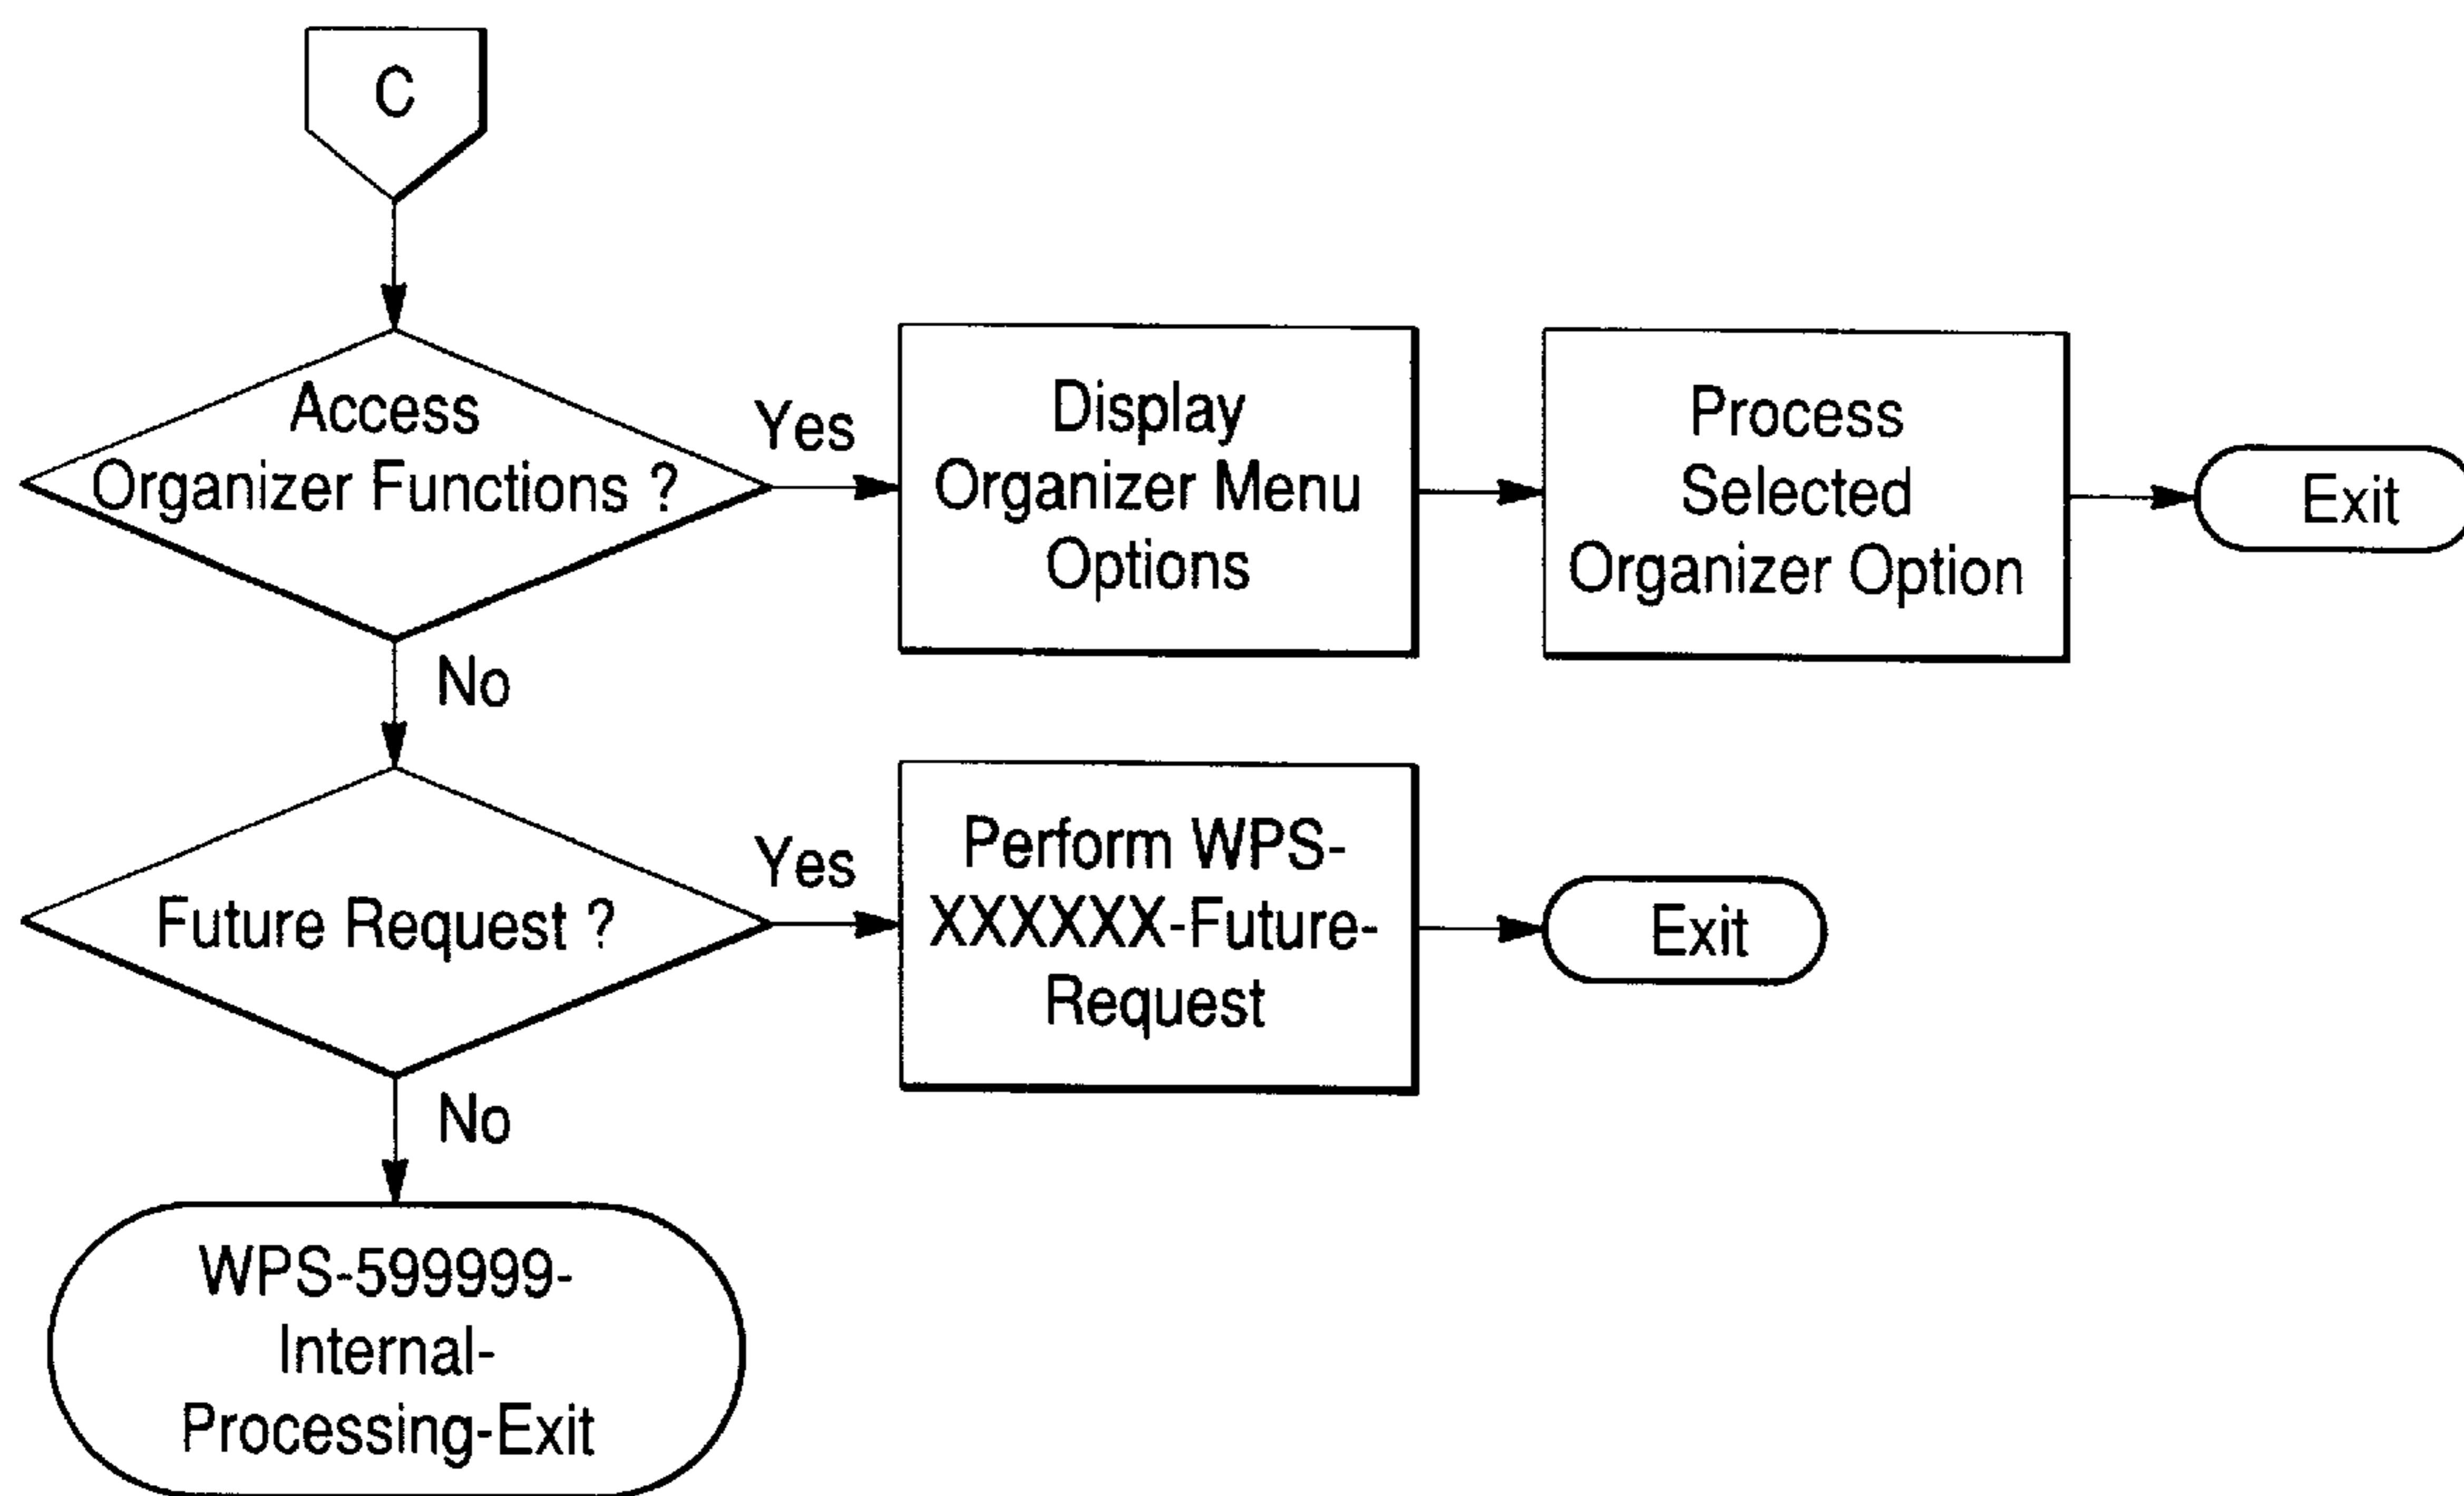 C
Access
Organizer Functions ?
Yes
Display
Organizer Menu
Options
Process
Selected
Organizer Option
Exit
No
Future Request ?
Yes
Perform WPS-
XXXXXX-Future-
Request
Exit
No
WPS-599999-
Internal-
Processing-Exit